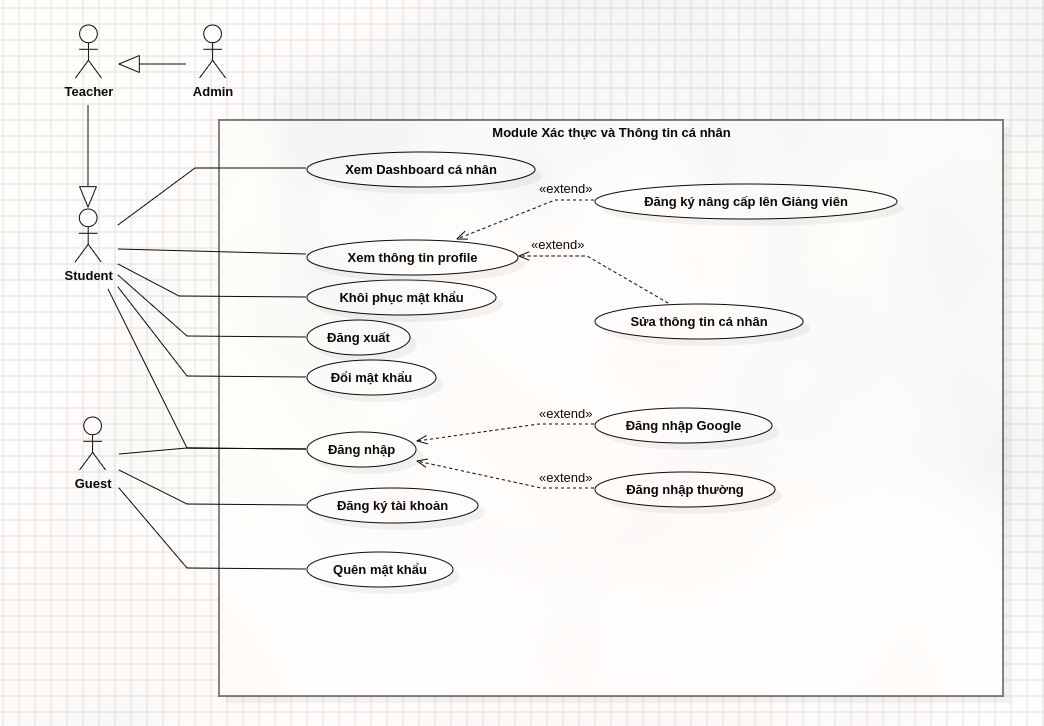 Teacher
Admin
Module Xác thực và Thông tin cá nhân
Xem Dashboard cá nhân
«extend»
Đăng ký nâng cấp lên Giảng viên
«extend»
Xem thông tin profile
Student
Khôi phục mật khẩu
Sửa thông tin cá nhân
Đăng xuất
Đổi mật khẩu
«extend»
Đăng nhập Google
Đăng nhập
«extend»
Đăng nhập thường
Guest
Đăng ký tài khoản
Quên mật khẩu